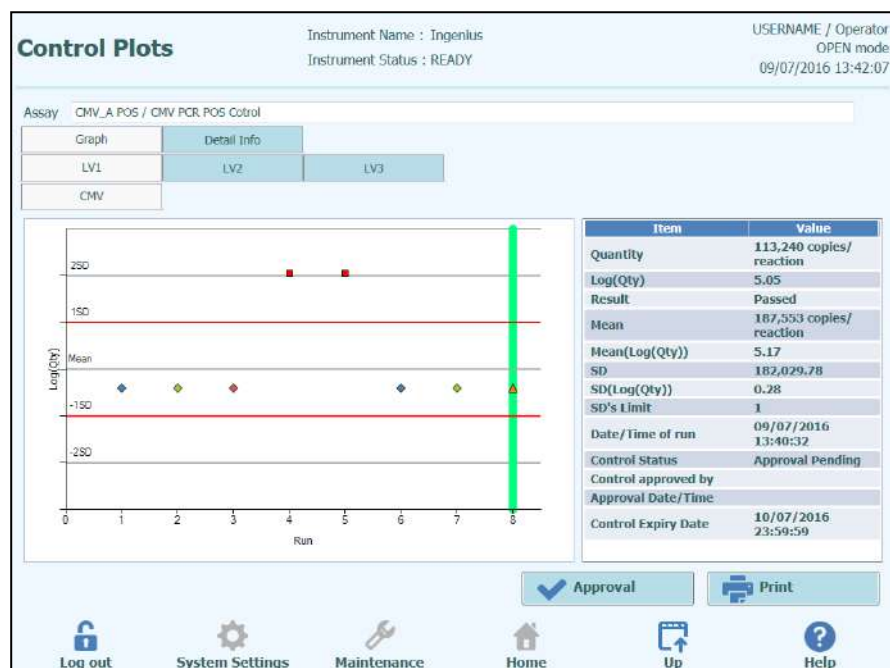 Control Plots
Instrument Name : Ingenius
Instrument Status : READY
USERNAME / Operator
OPEN mode
09/07/2016 13:42:07
Assay CMV_A POS / CMV PCR POS Cotrol
Graph Detail Info
LV1 LV2 LV3
CMV
Log(Qty)
2SD
1SD
Mean
-1SD
-2SD
0 1 2 3 4 5 6 7 8
Run
Item Value
Quantity 113,240 copies/
reaction
Log(Qty) 5.05
Result Passed
Mean 187,553 copies/
reaction
Mean(Log(Qty)) 5.17
SD 182,029.78
SD(Log(Qty)) 0.28
SD's Limit 1
Date/Time of run 09/07/2016
13:40:32
Control Status Approval Pending
Control approved by
Approval Date/Time
Control Expiry Date 10/07/2016
23:59:59
Approval Print
Log out System Settings Maintenance Home Up Help